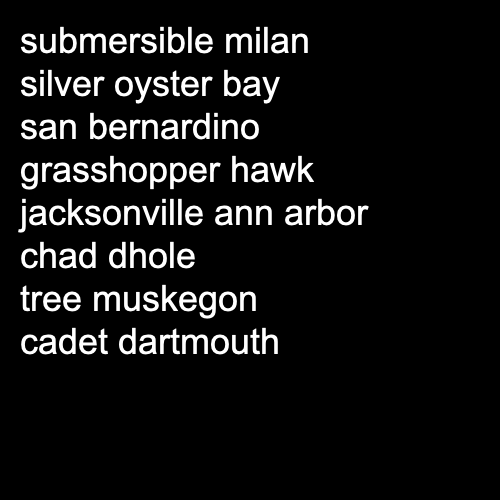 submersible milan
silver oyster bay
san bernardino
grasshopper hawk
jacksonville ann arbor
chad dhole
tree muskegon
cadet dartmouth